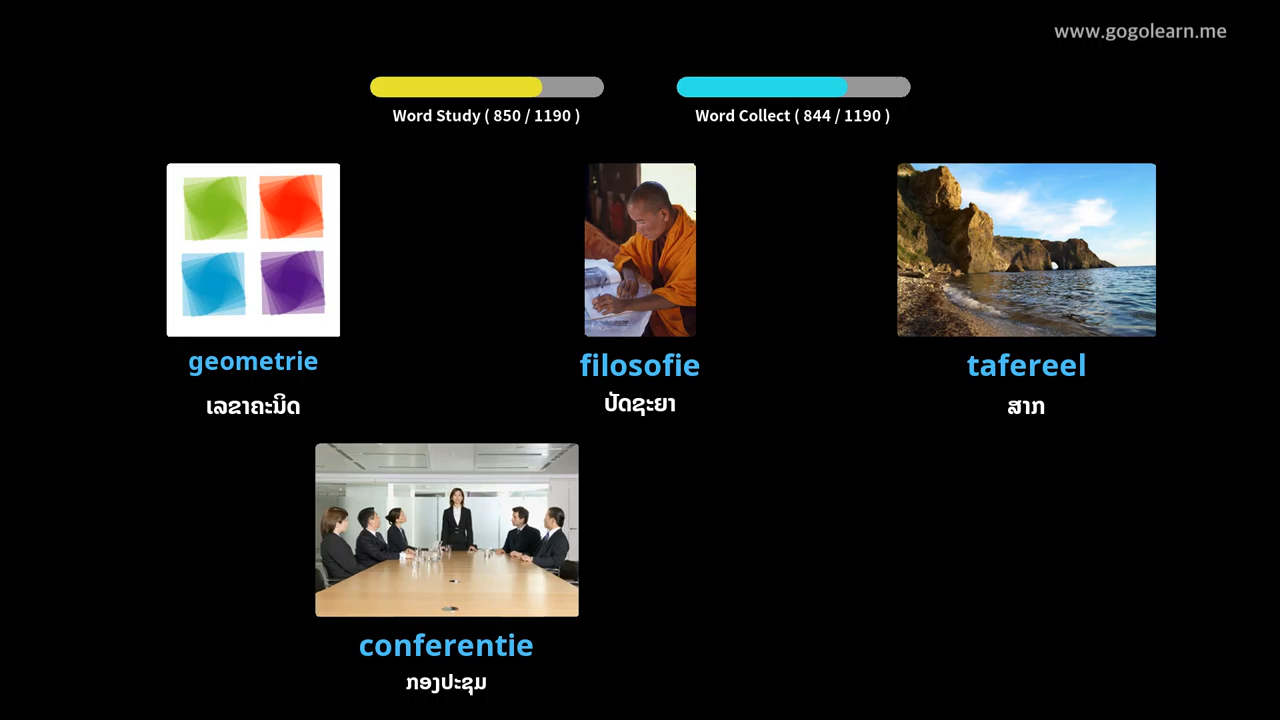 www.gogolearn.me
Word Study ( 850 / 1190 )
Word Collect ( 844 / 1190 )
geometrie
filosofie
tafereel
ເລຂາຄະນິດ
ປັດຊະຍາ
ສາກ
conferentie
ກອງປະຊຸມ